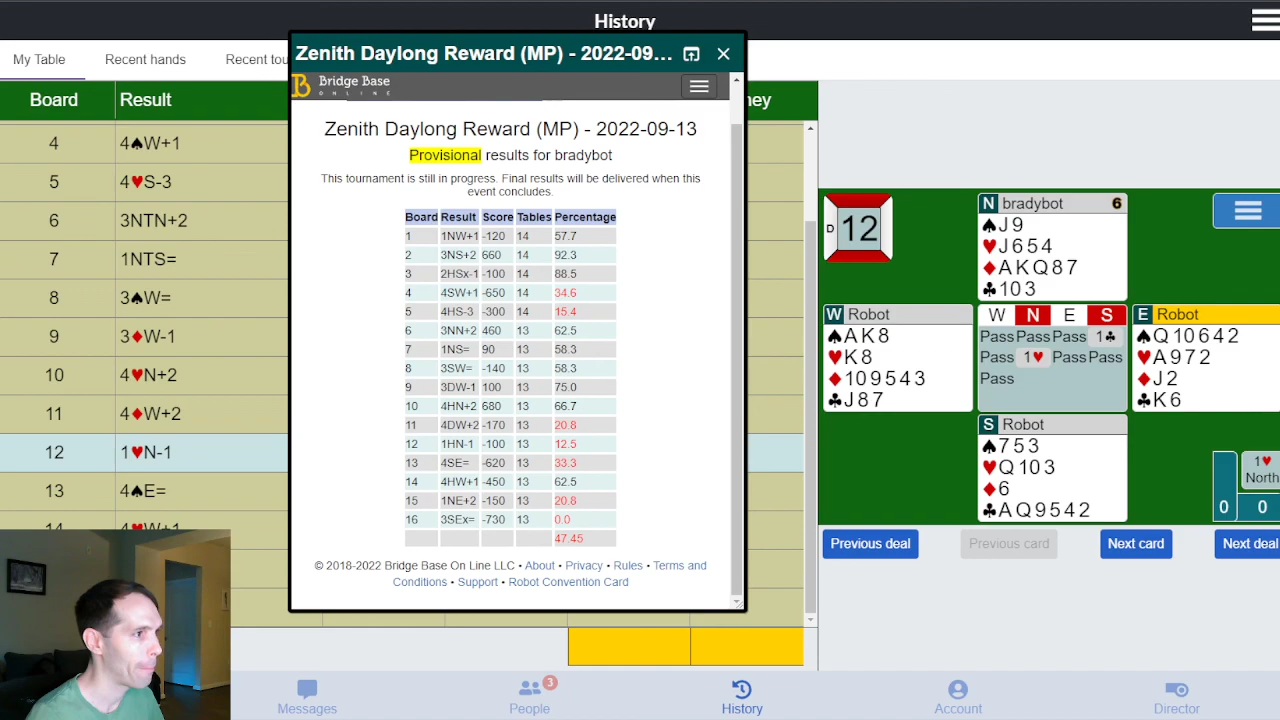 History
My Table Recent hands Recent tou
Board Result ney
4 4♠W+1
5 4♥S-3
6 3NTN+2
7 1NTS=
8 3♠W=
9 3♦W-1
10 4♥N+2
11 4♦W+2
12 1♥N-1
13 4♠E=
14 4♥W+1
Zenith Daylong Reward (MP) - 2022-09...
Bridge Base
ONLINE
Zenith Daylong Reward (MP) - 2022-09-13
Provisional results for bradybot
This tournament is still in progress. Final results will be delivered when this
event concludes.
Board Result Score Tables Percentage
1 1NW+1 -120 14 57.7
2 3NS+2 660 14 92.3
3 2HSx-1 -100 14 88.5
4 4SW+1 -650 14 34.6
5 4HS-3 -300 14 15.4
6 3NN+2 460 13 62.5
7 1NS= 90 13 58.3
8 3SW= -140 13 58.3
9 3DW-1 100 13 75.0
10 4HN+2 680 13 66.7
11 4DW+2 -170 13 20.8
12 1HN-1 -100 13 12.5
13 4SE= -620 13 33.3
14 4HW+1 -450 13 62.5
15 1NE+2 -150 13 20.8
16 3SEx= -730 13 0.0
47.45
© 2018-2022 Bridge Base On Line LLC • About • Privacy • Rules • Terms and
Conditions • Support • Robot Convention Card
D 12
N bradybot 6
♠J9
♥J654
♦AKQ87
♣103
W Robot
♠AK8
♥K8
♦109543
♣J87
W N E S
Pass Pass Pass 1♣
Pass 1♥ Pass Pass
Pass
E Robot
♠Q10642
♥A972
♦J2
♣K6
S Robot
♠753
♥Q103
♦6
♣AQ9542
1♥
North
0 0
Previous deal Previous card Next card Next deal
Messages People 3 History Account Director